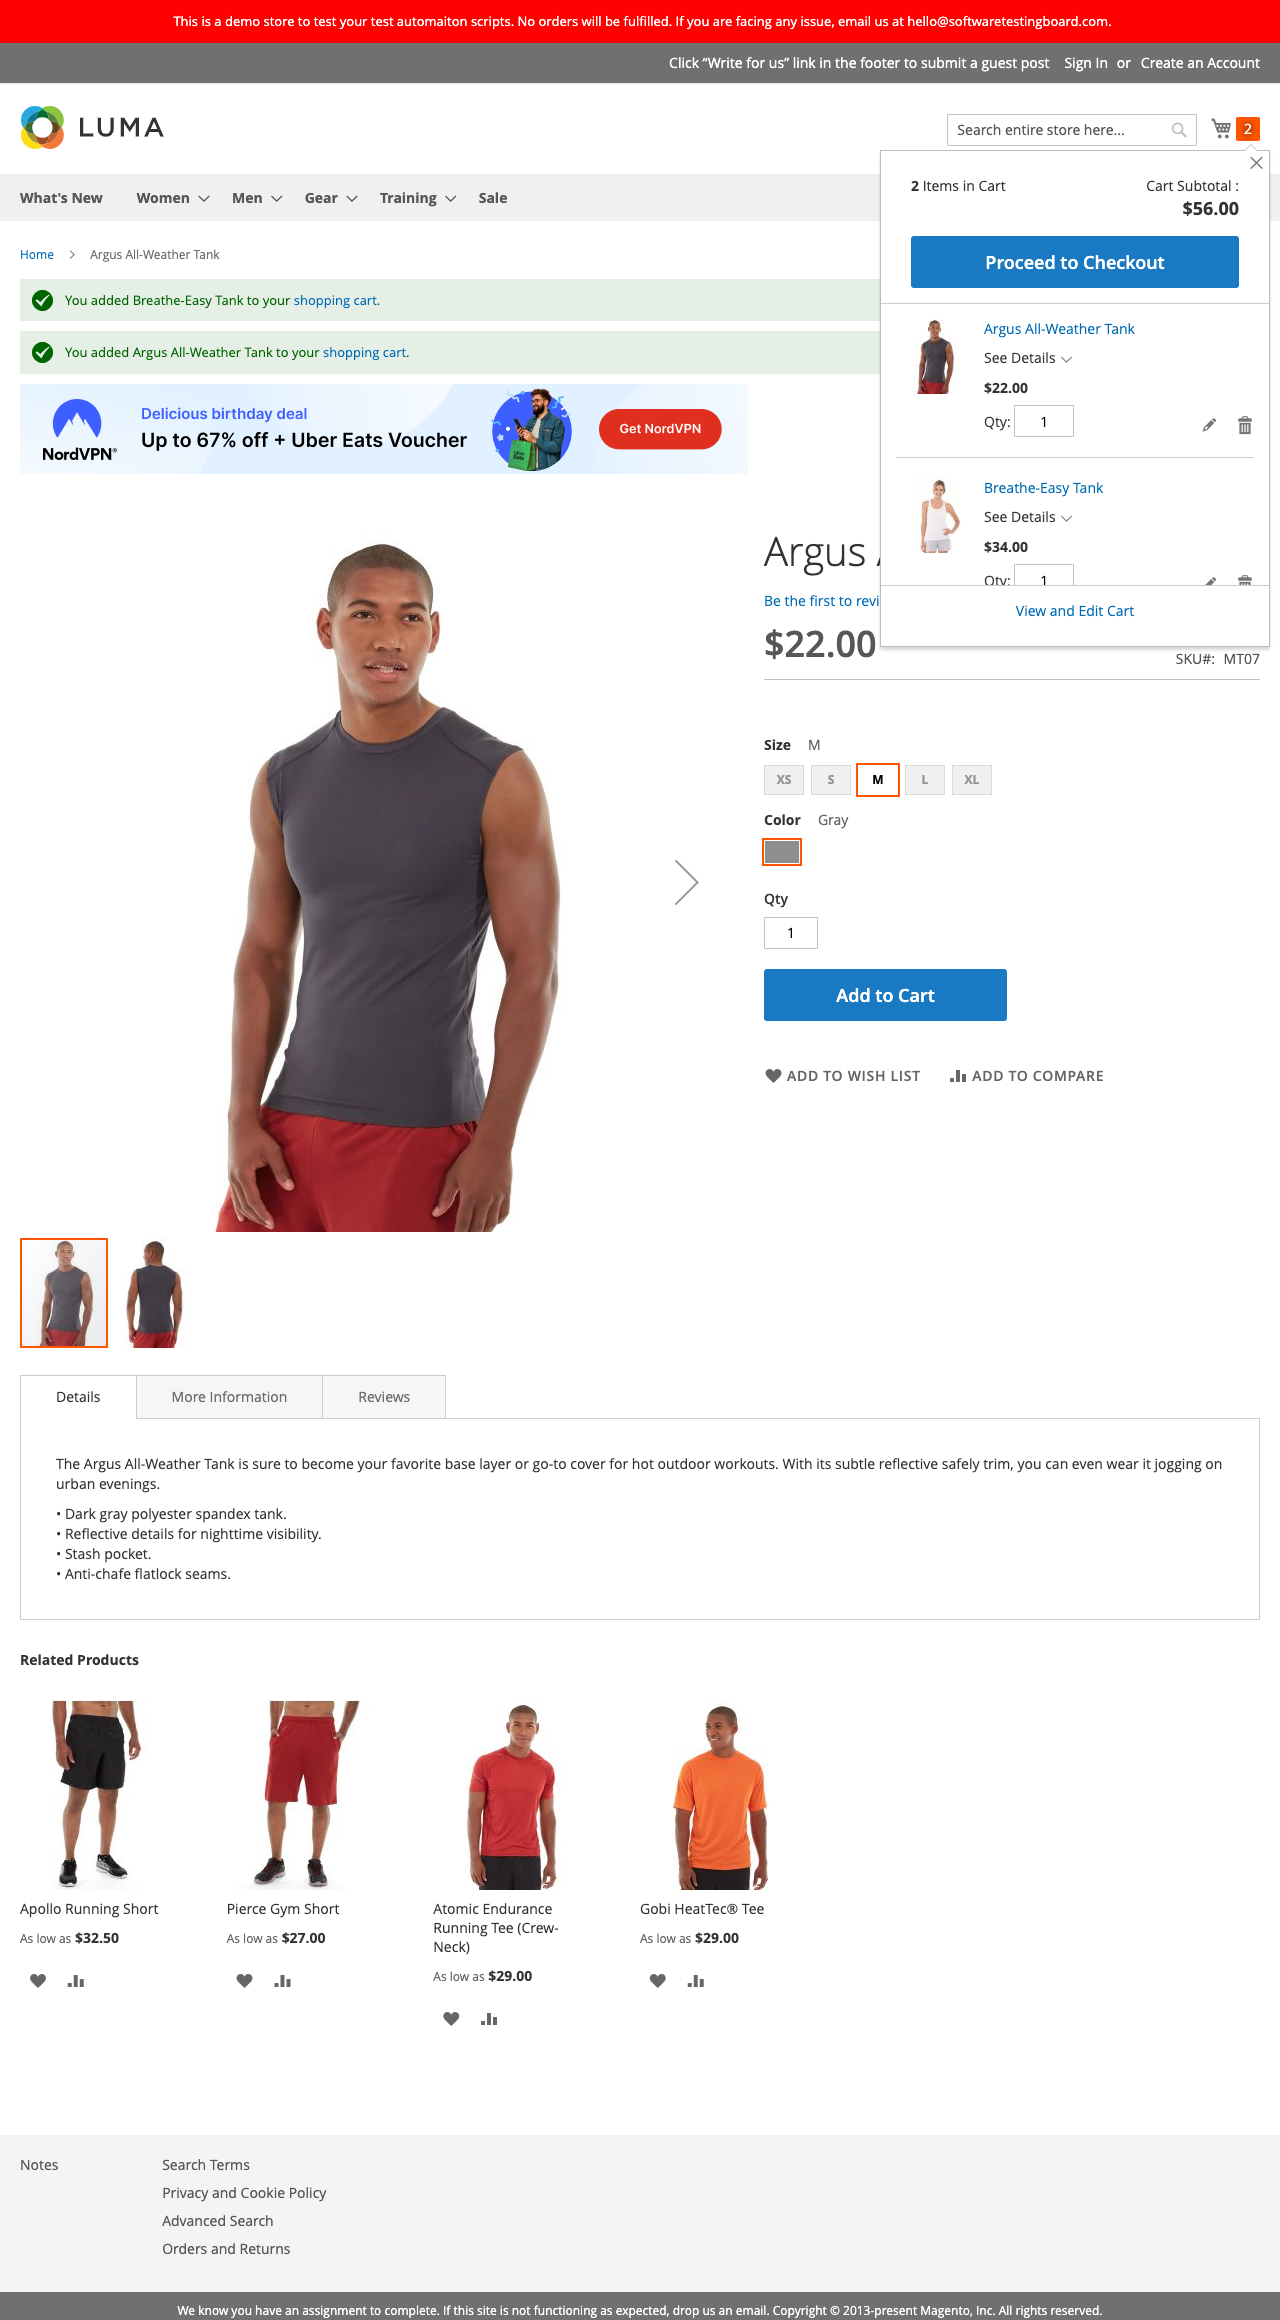 This is a demo store to test your test automaiton scripts. No orders will be fulfilled. If you are facing any issue, email us at hello@softwaretestingboard.com.
Click “Write for us” link in the footer to submit a guest post Sign In or Create an Account
LUMA
Search entire store here...
2
What's New Women Men Gear Training Sale
2 Items in Cart
Cart Subtotal :
$56.00
Proceed to Checkout
Argus All-Weather Tank
See Details
$22.00
Qty: 1
Breathe-Easy Tank
See Details
$34.00
Qty: 1
View and Edit Cart
Home Argus All-Weather Tank
You added Breathe-Easy Tank to your shopping cart.
You added Argus All-Weather Tank to your shopping cart.
NordVPN®
Delicious birthday deal
Up to 67% off + Uber Eats Voucher
Uber Eats
Get NordVPN
Argus
Be the first to revi
$22.00
SKU#: MT07
Size M
XS S M L XL
Color Gray
Qty
1
Add to Cart
ADD TO WISH LIST ADD TO COMPARE
Details More Information Reviews
The Argus All-Weather Tank is sure to become your favorite base layer or go-to cover for hot outdoor workouts. With its subtle reflective safely trim, you can even wear it jogging on
urban evenings.
• Dark gray polyester spandex tank.
• Reflective details for nighttime visibility.
• Stash pocket.
• Anti-chafe flatlock seams.
Related Products
Apollo Running Short
As low as $32.50
Pierce Gym Short
As low as $27.00
Atomic Endurance
Running Tee (Crew-
Neck)
As low as $29.00
Gobi HeatTec® Tee
As low as $29.00
Notes
Search Terms
Privacy and Cookie Policy
Advanced Search
Orders and Returns
We know you have an assignment to complete. If this site is not functioning as expected, drop us an email. Copyright © 2013-present Magento, Inc. All rights reserved.